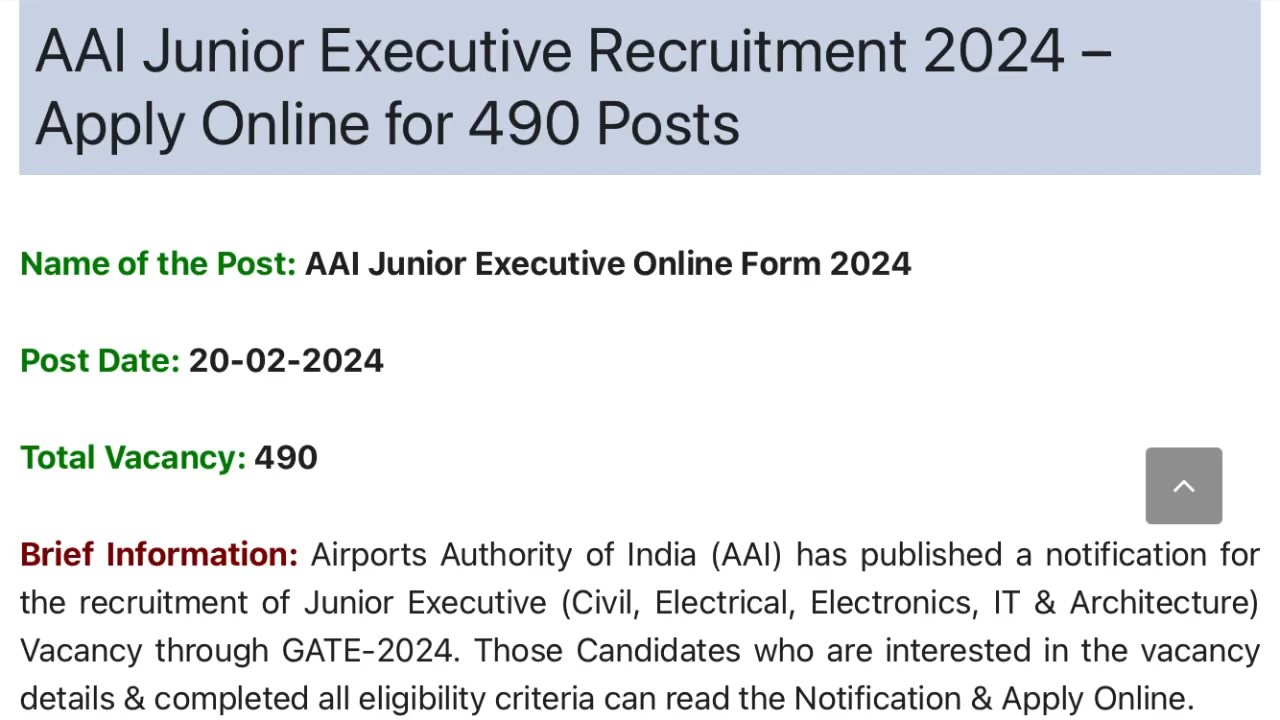 AAI Junior Executive Recruitment 2024 –
Apply Online for 490 Posts
Name of the Post: AAI Junior Executive Online Form 2024
Post Date: 20-02-2024
Total Vacancy: 490
Brief Information: Airports Authority of India (AAI) has published a notification for
the recruitment of Junior Executive (Civil, Electrical, Electronics, IT & Architecture)
Vacancy through GATE-2024. Those Candidates who are interested in the vacancy
details & completed all eligibility criteria can read the Notification & Apply Online.